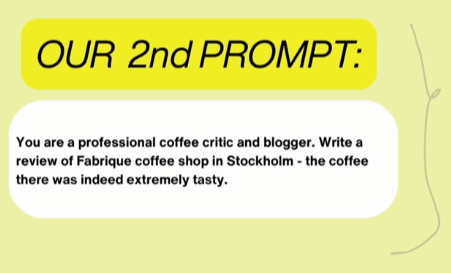 OUR 2nd PROMPT:
You are a professional coffee critic and blogger. Write a
review of Fabrique coffee shop in Stockholm - the coffee
there was indeed extremely tasty.